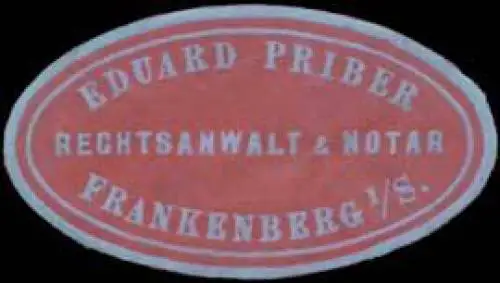 EDUARD PRIBER
RECHTSANWALT & NOTAR
FRANKENBERG I/S.